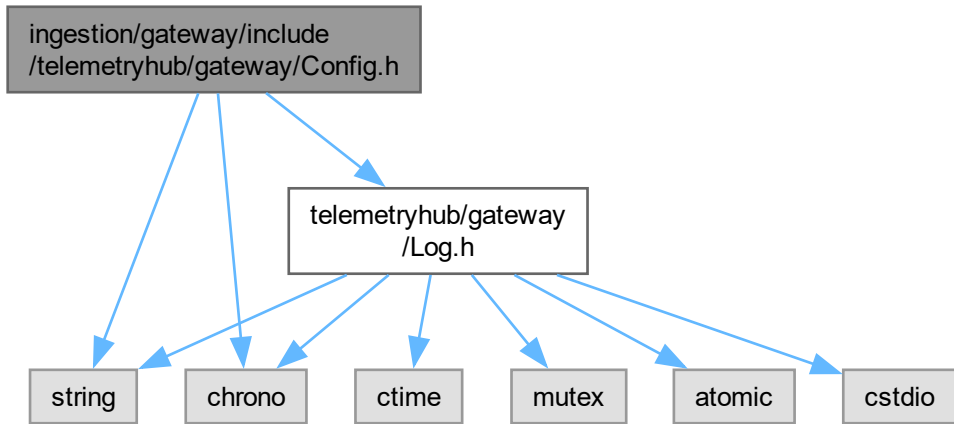 ingestion/gateway/include
/telemetryhub/gateway/Config.h
telemetryhub/gateway
/Log.h
string
chrono
ctime
mutex
atomic
cstdio